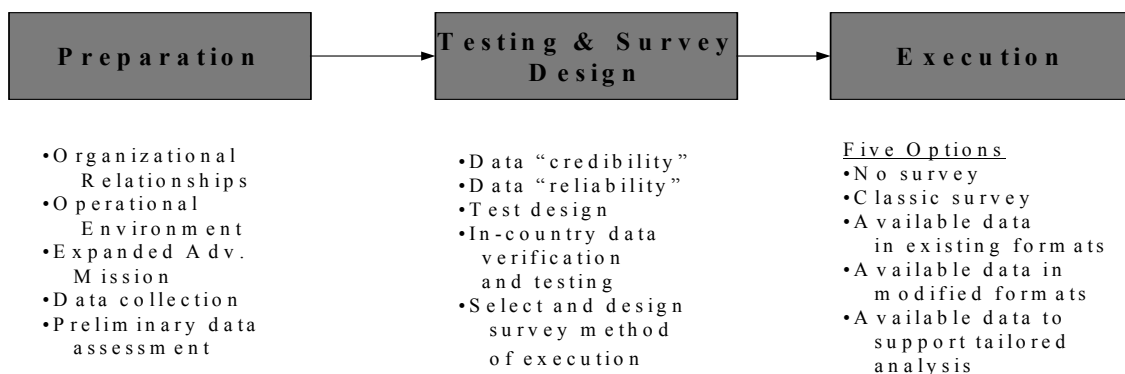 Preparation
Testing & Survey
Design
Execution
•Organizational
Relationships
•Operational
Environment
•Expanded Adv.
Mission
•Data collection
•Preliminary data
assessment
•Data “credibility”
•Data “reliability”
•Test design
•In-country data
verification
and testing
•Select and design
survey method
of execution
Five Options
•No survey
•Classic survey
•Available data
in existing formats
•Available data in
modified formats
•Available data to
support tailored
analysis